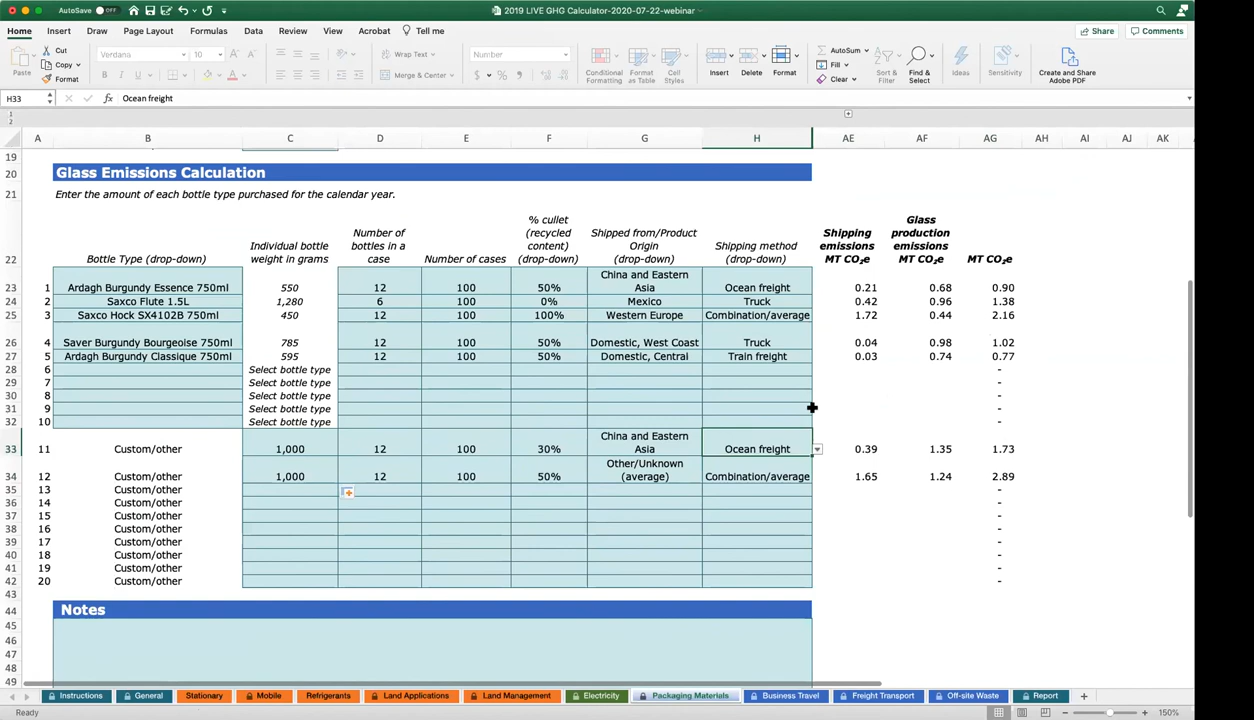 AutoSave OFF 2019 LIVE GHG Calculator-2020-07-22-webinar
Home Insert Draw Page Layout Formulas Data Review View Acrobat Tell me Share Comments
Paste Cut Copy Format Verdana 10 Wrap Text Merge & Center Number Conditional Formatting Format as Table Cell Styles Insert Delete Format AutoSum Fill Clear Sort & Filter Find & Select Ideas Sensitivity Create and Share Adobe PDF
H33 fx Ocean freight
1
2
A B C D E F G H AE AF AG AH AI AJ AK
19
20 Glass Emissions Calculation
21 Enter the amount of each bottle type purchased for the calendar year.
22 Bottle Type (drop-down) Individual bottle weight in grams Number of bottles in a case Number of cases % cullet (recycled content) (drop-down) Shipped from/Product Origin (drop-down) Shipping method (drop-down) Shipping emissions MT CO₂e Glass production emissions MT CO₂e MT CO₂e
23 1 Ardagh Burgundy Essence 750ml 550 12 100 50% China and Eastern Asia Ocean freight 0.21 0.68 0.90
24 2 Saxco Flute 1.5L 1,280 6 100 0% Mexico Truck 0.42 0.96 1.38
25 3 Saxco Hock SX4102B 750ml 450 12 100 100% Western Europe Combination/average 1.72 0.44 2.16
26 4 Saver Burgundy Bourgeoise 750ml 785 12 100 50% Domestic, West Coast Truck 0.04 0.98 1.02
27 5 Ardagh Burgundy Classique 750ml 595 12 100 50% Domestic, Central Train freight 0.03 0.74 0.77
28 6 Select bottle type -
29 7 Select bottle type -
30 8 Select bottle type -
31 9 Select bottle type -
32 10 Select bottle type -
33 11 Custom/other 1,000 12 100 30% China and Eastern Asia Ocean freight 0.39 1.35 1.73
34 12 Custom/other 1,000 12 100 50% Other/Unknown (average) Combination/average 1.65 1.24 2.89
35 13 Custom/other -
36 14 Custom/other -
37 15 Custom/other -
38 16 Custom/other -
39 17 Custom/other -
40 18 Custom/other -
41 19 Custom/other -
42 20 Custom/other -
43
44 Notes
45
46
47
48
49
Instructions General Stationary Mobile Refrigerants Land Applications Land Management Electricity Packaging Materials Business Travel Freight Transport Off-site Waste Report
Ready 150%